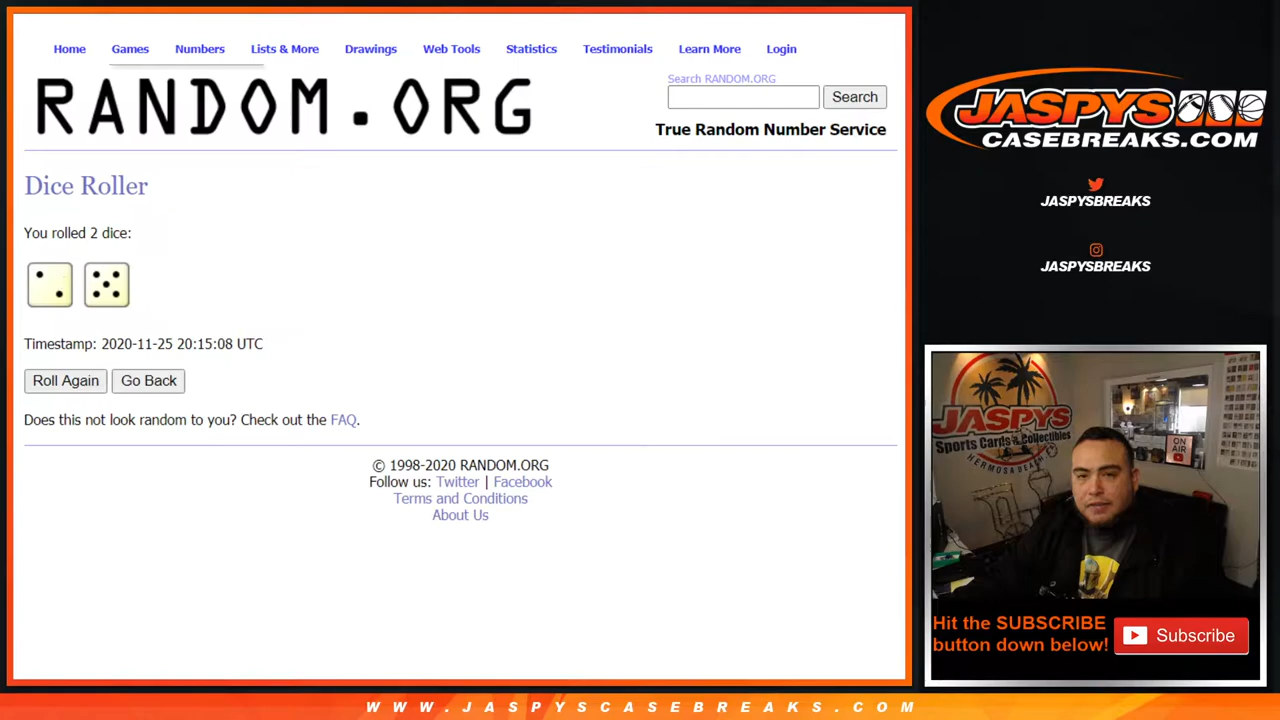 Home Games Numbers Lists & More Drawings Web Tools Statistics Testimonials Learn More Login
RANDOM.ORG
Search RANDOM.ORG
Search
True Random Number Service
Dice Roller
You rolled 2 dice:
Timestamp: 2020-11-25 20:15:08 UTC
Roll Again Go Back
Does this not look random to you? Check out the FAQ.
© 1998-2020 RANDOM.ORG
Follow us: Twitter | Facebook
Terms and Conditions
About Us
JASPYS
CASEBREAKS.COM
JASPYSBREAKS
JASPYSBREAKS
JASPYS
Sports Cards & Collectibles
HERMOSA BEACH
ON AIR
Hit the SUBSCRIBE
button down below!
Subscribe
WWW.JASPYSCASEBREAKS.COM